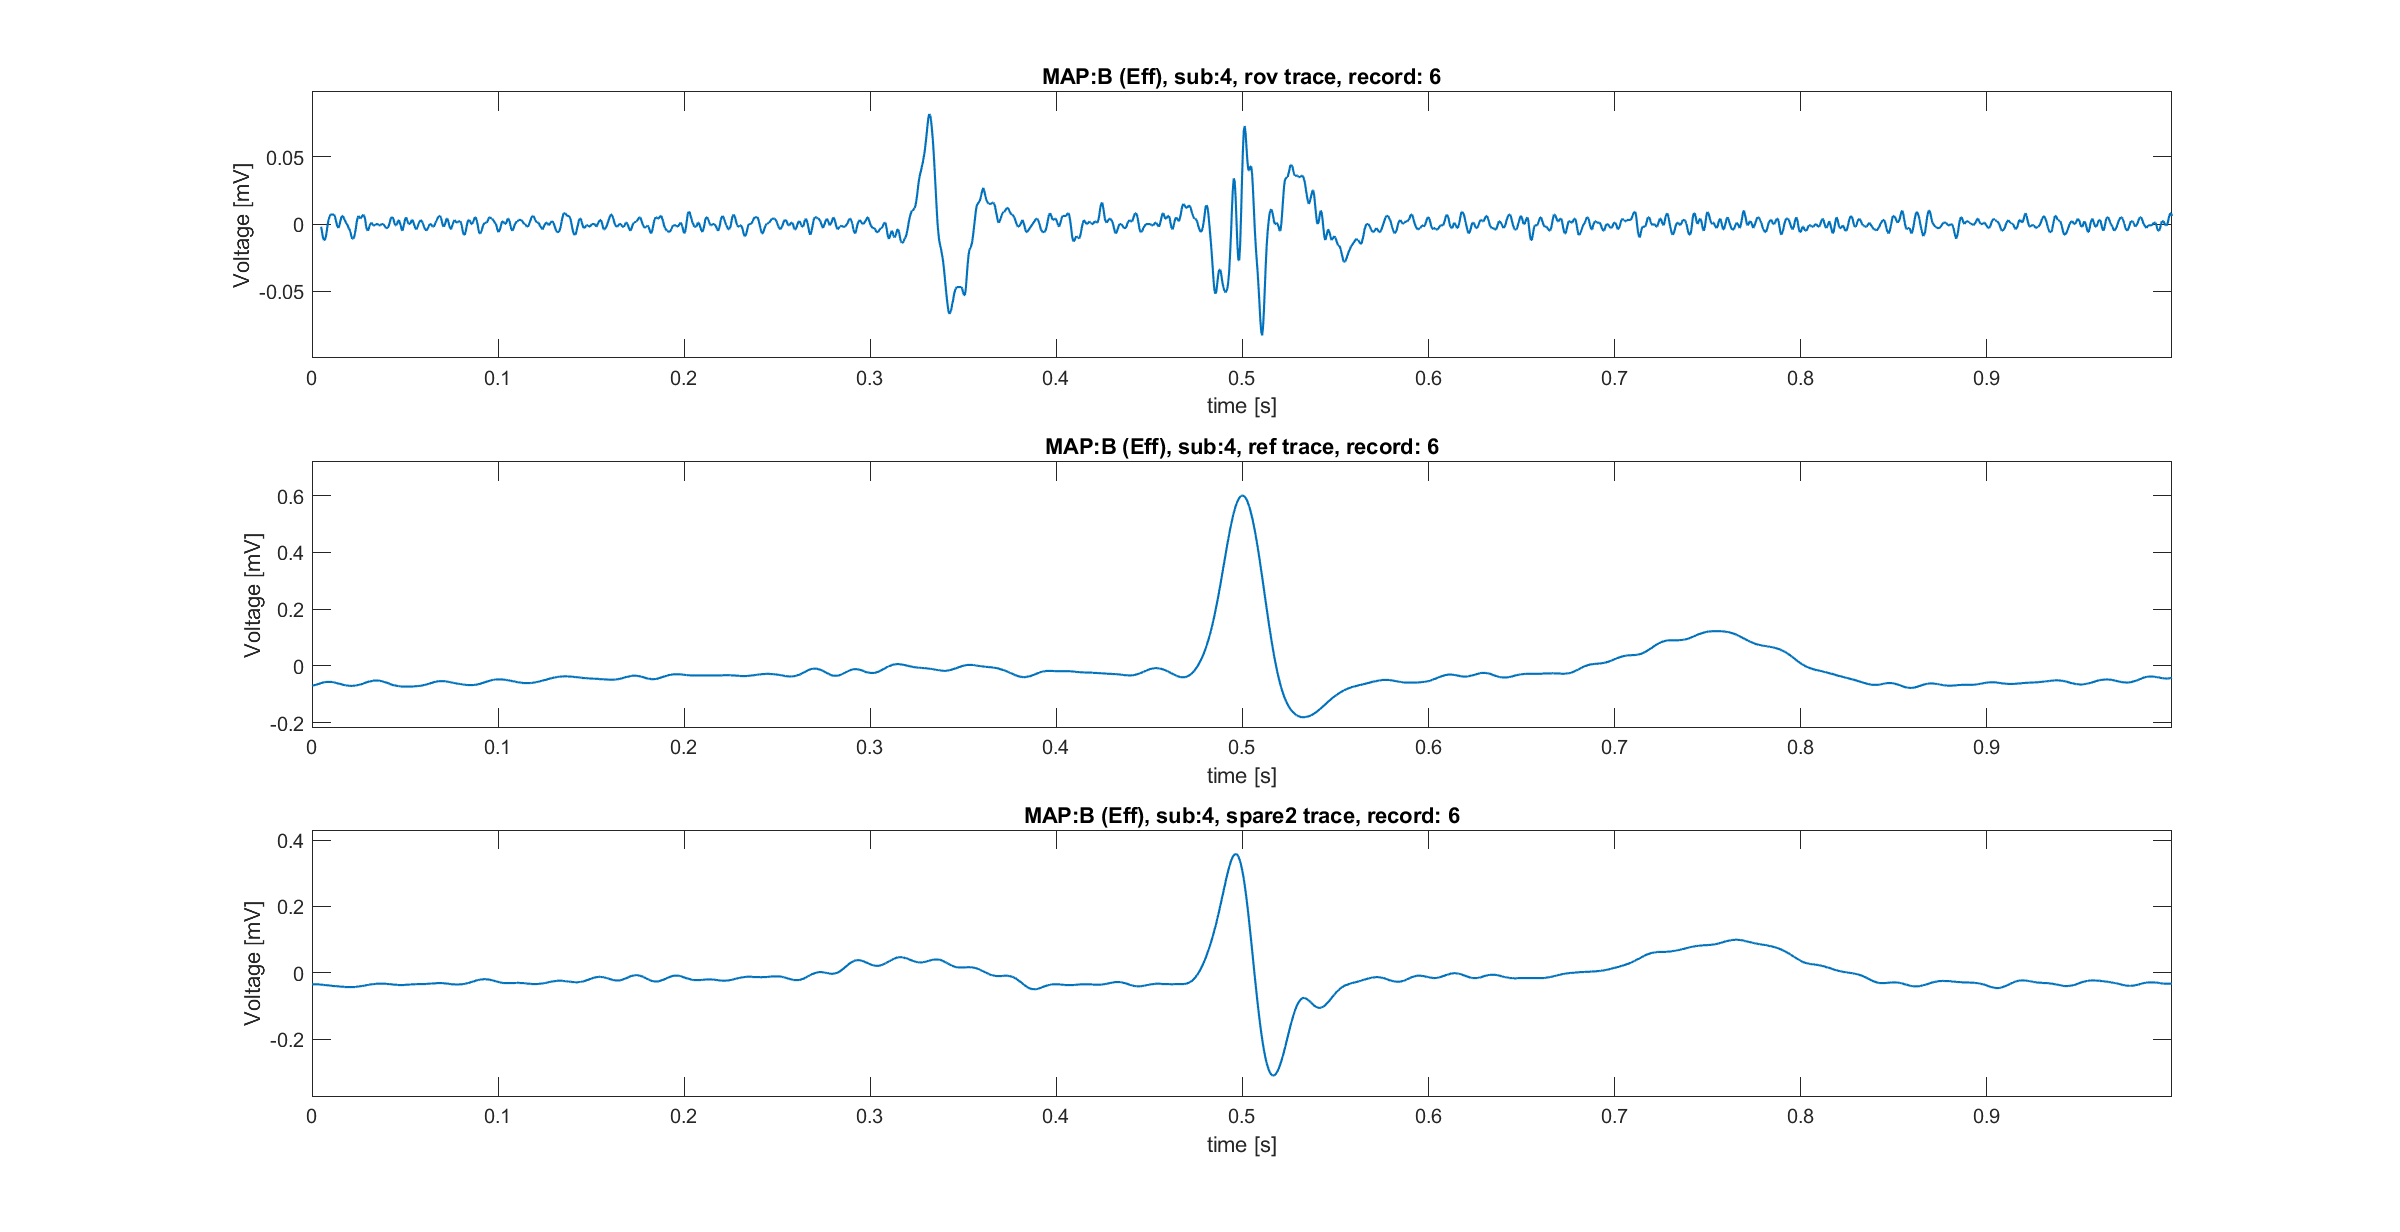 MAP:B (Eff), sub:4, rov trace, record: 6
Voltage [mV]
0.05
0
-0.05
0 0.1 0.2 0.3 0.4 0.5 0.6 0.7 0.8 0.9
time [s]
MAP:B (Eff), sub:4, ref trace, record: 6
Voltage [mV]
0.6
0.4
0.2
0
-0.2
0 0.1 0.2 0.3 0.4 0.5 0.6 0.7 0.8 0.9
time [s]
MAP:B (Eff), sub:4, spare2 trace, record: 6
Voltage [mV]
0.4
0.2
0
-0.2
0 0.1 0.2 0.3 0.4 0.5 0.6 0.7 0.8 0.9
time [s]